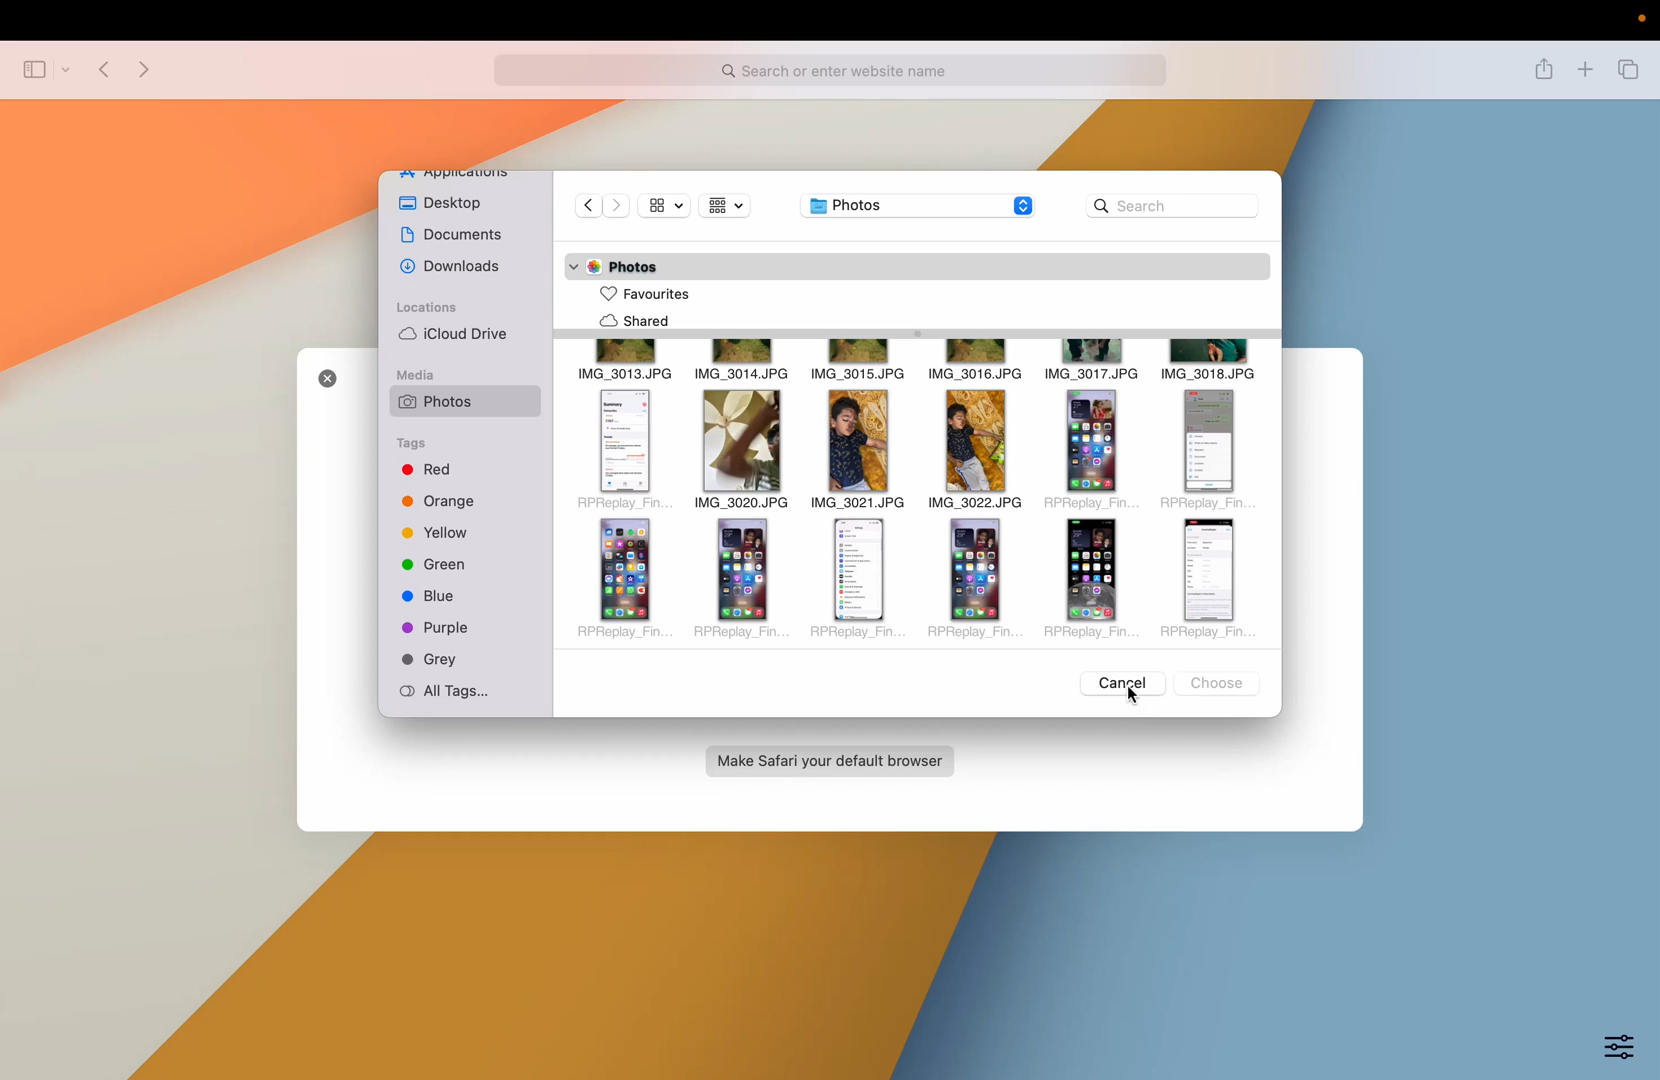 Search or enter website name
Applications
Desktop
Documents
Downloads
Locations
iCloud Drive
Media
Photos
Tags
Red
Orange
Yellow
Green
Blue
Purple
Grey
All Tags...
Photos
Search
Photos
Favourites
Shared
IMG_3013.JPG IMG_3014.JPG IMG_3015.JPG IMG_3016.JPG IMG_3017.JPG IMG_3018.JPG
Summary
RPReplay_Fin... IMG_3020.JPG IMG_3021.JPG IMG_3022.JPG RPReplay_Fin... RPReplay_Fin...
RPReplay_Fin... RPReplay_Fin... RPReplay_Fin... RPReplay_Fin... RPReplay_Fin... RPReplay_Fin...
Cancel Choose
Make Safari your default browser